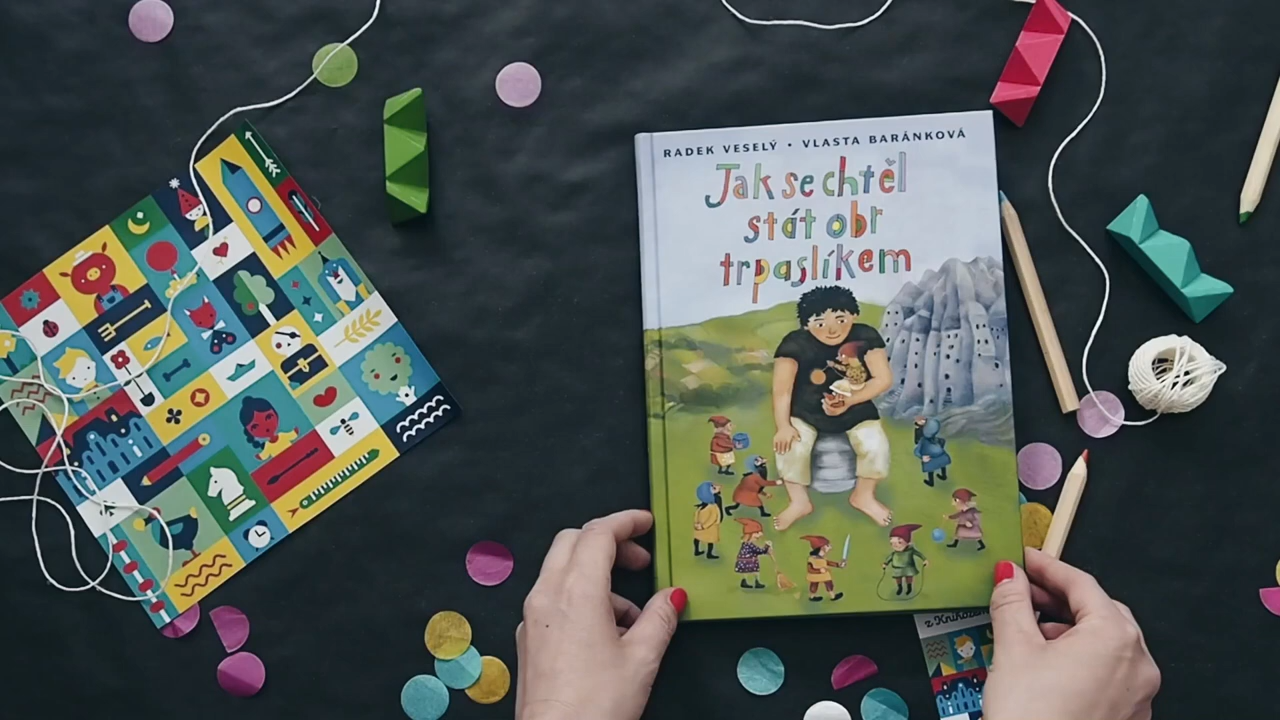 RADEK VESELÝ • VLASTA BARÁNKOVÁ
Jak se chtěl
stát obr
trpaslíkem